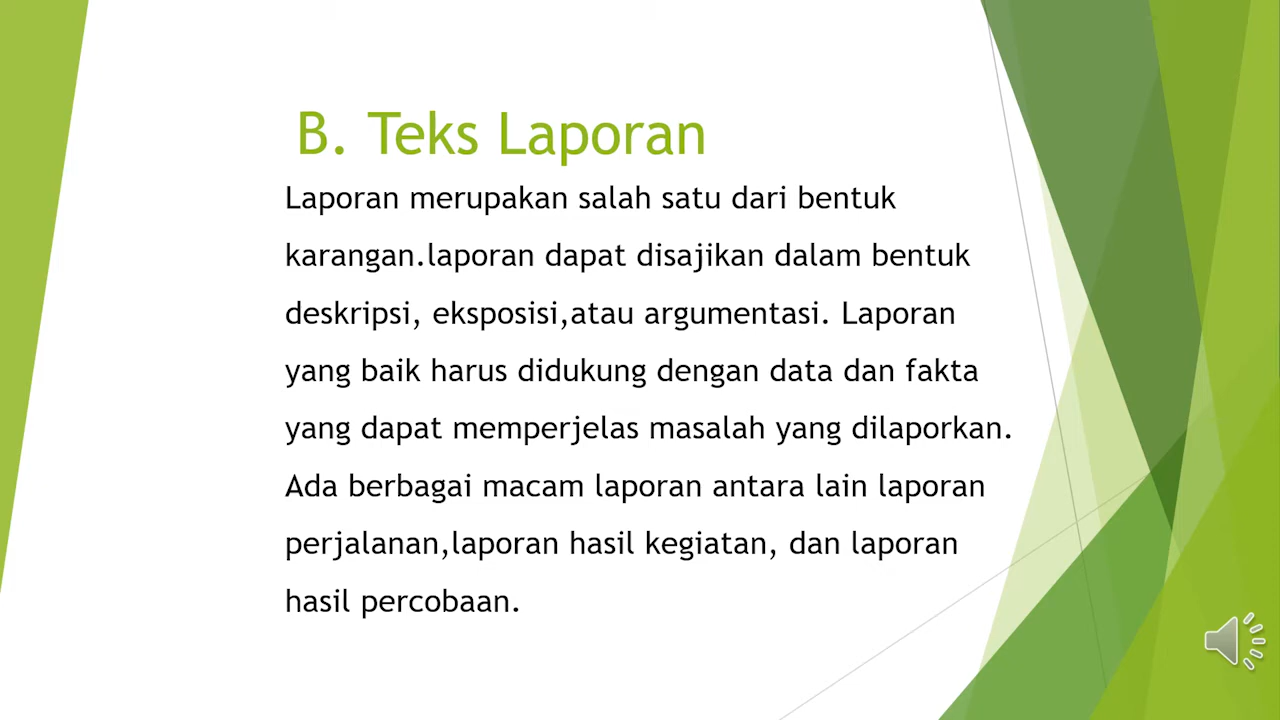 B. Teks Laporan
Laporan merupakan salah satu dari bentuk
karangan.laporan dapat disajikan dalam bentuk
deskripsi, eksposisi,atau argumentasi. Laporan
yang baik harus didukung dengan data dan fakta
yang dapat memperjelas masalah yang dilaporkan.
Ada berbagai macam laporan antara lain laporan
perjalanan,laporan hasil kegiatan, dan laporan
hasil percobaan.